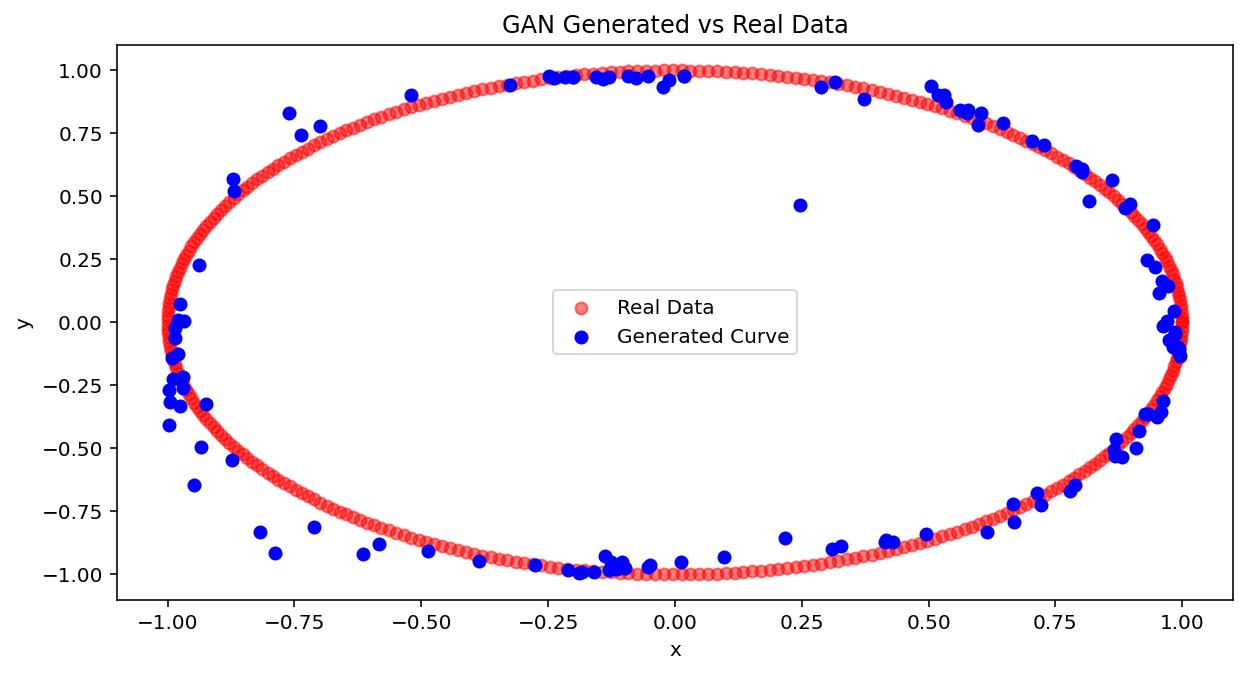 GAN Generated vs Real Data
1.00
0.75
0.50
0.25
0.00
−0.25
−0.50
−0.75
−1.00
y
Real Data
Generated Curve
−1.00 −0.75 −0.50 −0.25 0.00 0.25 0.50 0.75 1.00
x